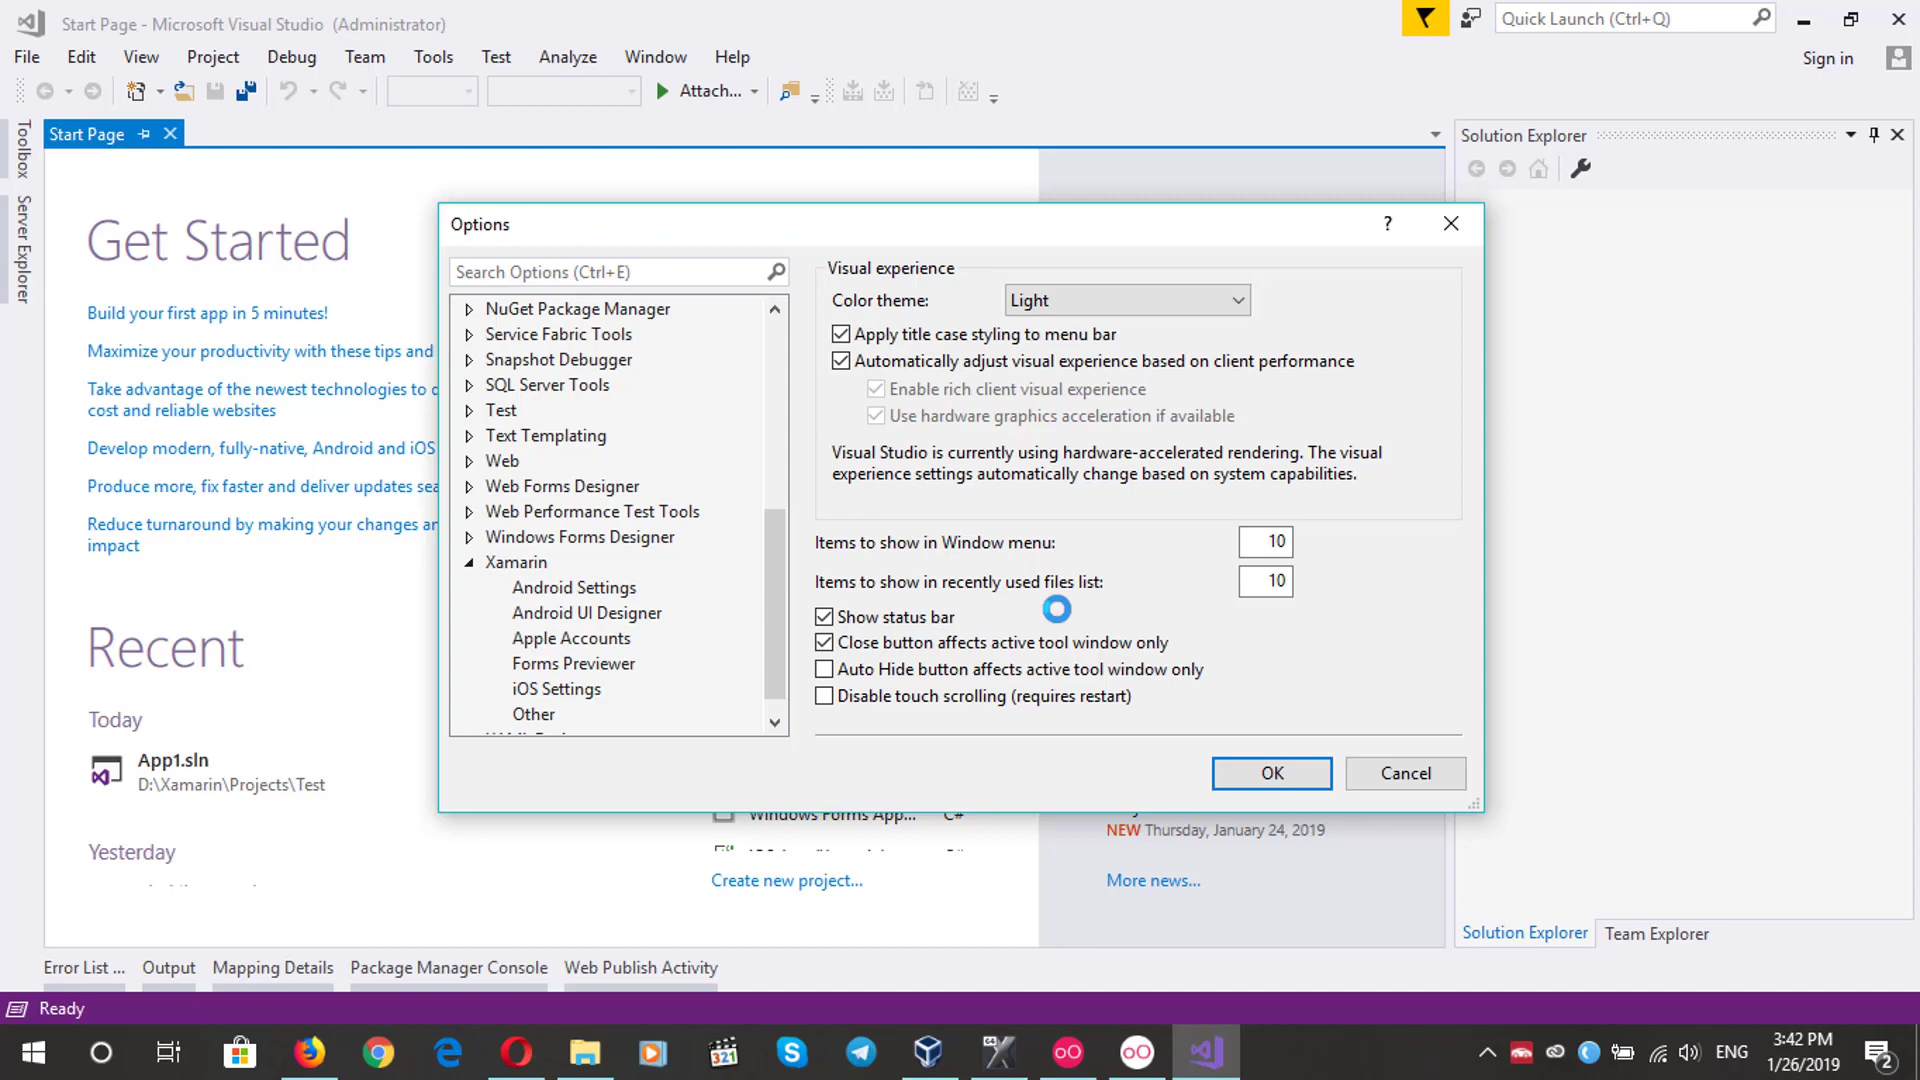 Start Page - Microsoft Visual Studio (Administrator)
Quick Launch (Ctrl+Q)
File Edit View Project Debug Team Tools Test Analyze Window Help
Sign in
Attach...
Toolbox
Server Explorer
Start Page
Solution Explorer
Get Started
Build your first app in 5 minutes!
Maximize your productivity with these tips and
Take advantage of the newest technologies to
cost and reliable websites
Develop modern, fully-native, Android and iOS
Produce more, fix faster and deliver updates
Reduce turnaround by making your changes
impact
Recent
Today
App1.sln
D:\Xamarin\Projects\Test
Yesterday
Options
?
Search Options (Ctrl+E)
NuGet Package Manager
Service Fabric Tools
Snapshot Debugger
SQL Server Tools
Test
Text Templating
Web
Web Forms Designer
Web Performance Test Tools
Windows Forms Designer
Xamarin
Android Settings
Android UI Designer
Apple Accounts
Forms Previewer
iOS Settings
Other
Visual experience
Color theme: Light
Apply title case styling to menu bar
Automatically adjust visual experience based on client performance
Enable rich client visual experience
Use hardware graphics acceleration if available
Visual Studio is currently using hardware-accelerated rendering. The visual
experience settings automatically change based on system capabilities.
Items to show in Window menu: 10
Items to show in recently used files list: 10
Show status bar
Close button affects active tool window only
Auto Hide button affects active tool window only
Disable touch scrolling (requires restart)
OK Cancel
Windows Forms App... C#
Create new project...
NEW Thursday, January 24, 2019
More news...
Solution Explorer Team Explorer
Error List ... Output Mapping Details Package Manager Console Web Publish Activity
Ready
321
64
ENG
3:42 PM
1/26/2019
2